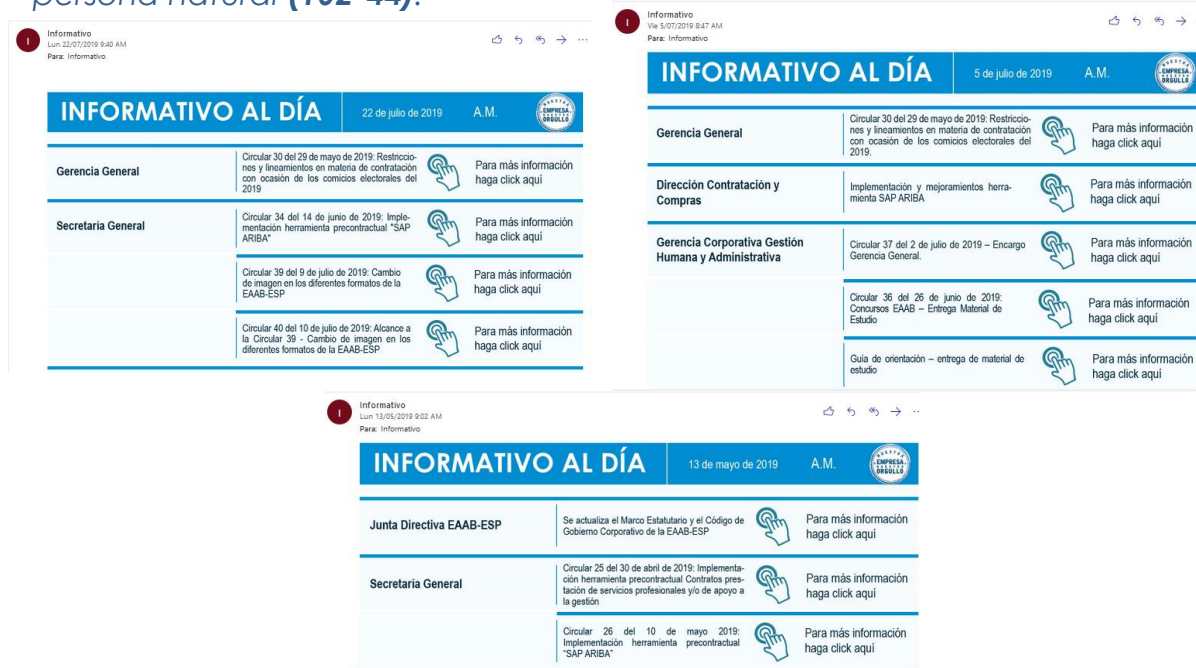 persona natural (102-44).
I
Informativo
Lun 22/07/2019 9:40 AM
Para: Informativo
INFORMATIVO AL DÍA
22 de julio de 2019
A.M.
NUESTRA
EMPRESA
NUESTRO
ORGULLO
Gerencia General
Circular 30 del 29 de mayo de 2019: Restriccio-
nes y lineamientos en materia de contratación
con ocasión de los comicios electorales del
2019
Para más información
haga click aquí
Secretaría General
Circular 34 del 14 de junio de 2019: Imple-
mentación herramienta precontractual "SAP
ARIBA"
Para más información
haga click aquí
Circular 39 del 9 de julio de 2019: Cambio
de imagen en los diferentes formatos de la
EAAB-ESP
Para más información
haga click aquí
Circular 40 del 10 de julio de 2019: Alcance a
la Circular 39 - Cambio de imagen en los
diferentes formatos de la EAAB-ESP
Para más información
haga click aquí
I
Informativo
Vie 5/07/2019 8:47 AM
Para: Informativo
INFORMATIVO AL DÍA
5 de julio de 2019
A.M.
NUESTRA
EMPRESA
NUESTRO
ORGULLO
Gerencia General
Circular 30 del 29 de mayo de 2019: Restriccio-
nes y lineamientos en materia de contratación
con ocasión de los comicios electorales del
2019.
Para más información
haga click aquí
Dirección Contratación y
Compras
Implementación y mejoramientos herra-
mienta SAP ARIBA
Para más información
haga click aquí
Gerencia Corporativa Gestión
Humana y Administrativa
Circular 37 del 2 de julio de 2019 – Encargo
Gerencia General.
Para más información
haga click aquí
Circular 36 del 26 de junio de 2019:
Concursos EAAB – Entrega Material de
Estudio
Para más información
haga click aquí
Guía de orientación – entrega de material de
estudio
Para más información
haga click aquí
I
Informativo
Lun 13/05/2019 9:02 AM
Para: Informativo
INFORMATIVO AL DÍA
13 de mayo de 2019
A.M.
NUESTRA
EMPRESA
NUESTRO
ORGULLO
Junta Directiva EAAB-ESP
Se actualiza el Marco Estatutario y el Código de
Gobierno Corporativo de la EAAB-ESP
Para más información
haga click aquí
Secretaría General
Circular 25 del 30 de abril de 2019: Implementa-
ción herramienta precontractual Contratos pres-
tación de servicios profesionales y/o de apoyo a
la gestión
Para más información
haga click aquí
Circular 26 del 10 de mayo 2019:
Implementación herramienta precontractual
"SAP ARIBA"
Para más información
haga click aquí